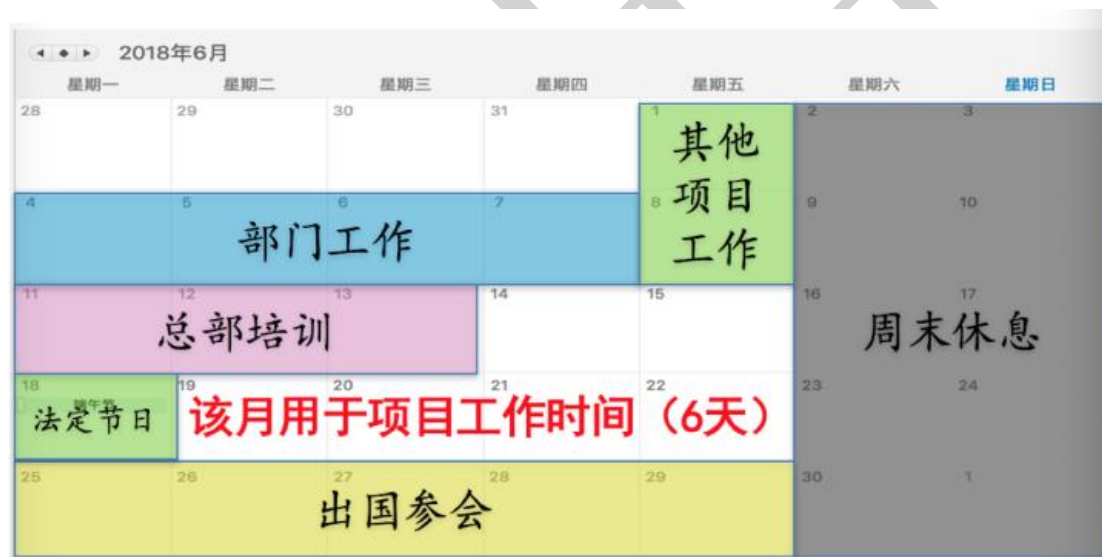 2018年6月
星期一 星期二 星期三 星期四 星期五 星期六 星期日
28 29 30 31 1 2 3
其他
项目
工作
4 5 6 7 8 9 10
部门工作
11 12 13 14 15 16 17
总部培训
周末休息
18 19 20 21 22 23 24
端午节
法定节日
该月用于项目工作时间（6天）
25 26 27 28 29 30 1
出国参会